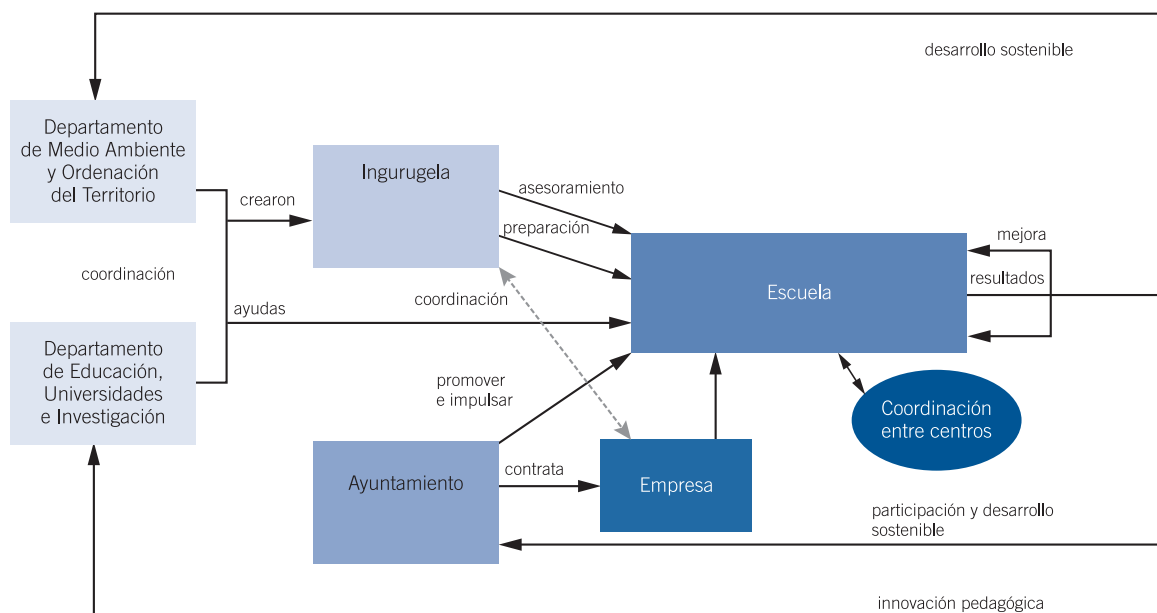 desarrollo sostenible
Departamento
de Medio Ambiente
y Ordenación
del Territorio
Ingurugela
asesoramiento
crearon
preparación
mejora
coordinación
coordinación
Escuela
resultados
ayudas
Departamento
de Educación,
Universidades
e Investigación
promover
e impulsar
Coordinación
entre centros
Ayuntamiento
contrata
Empresa
participación y desarrollo
sostenible
innovación pedagógica